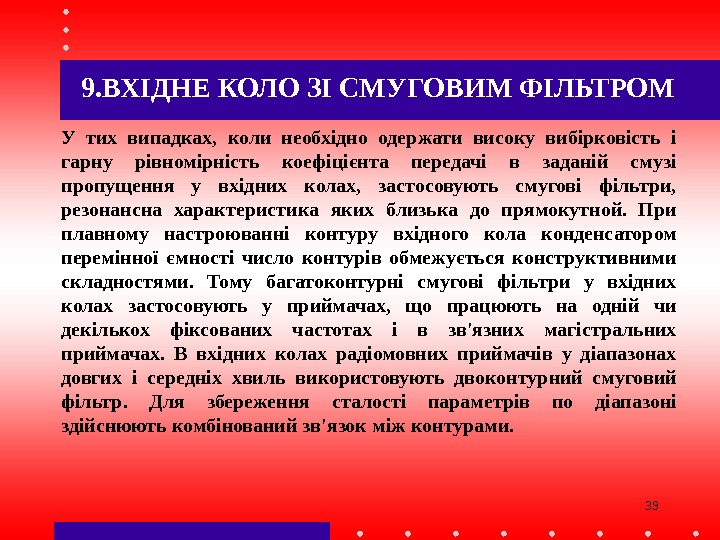 9.ВХІДНЕ КОЛО ЗІ СМУГОВИМ ФІЛЬТРОМ
У тих випадках, коли необхідно одержати високу вибірковість і
гарну рівномірність коефіцієнта передачі в заданій смузі
пропущення у вхідних колах, застосовують смугові фільтри,
резонансна характеристика яких близька до прямокутної. При
плавному настроюванні контуру вхідного кола конденсатором
перемінної ємності число контурів обмежується конструктивними
складностями. Тому багатоконтурні смугові фільтри у вхідних
колах застосовують у приймачах, що працюють на одній чи
декількох фіксованих частотах і в зв'язних магістральних
приймачах. В вхідних колах радіомовних приймачів у діапазонах
довгих і середніх хвиль використовують двоконтурний смуговий
фільтр. Для збереження сталості параметрів по діапазоні
здійснюють комбінований зв'язок між контурами.
39